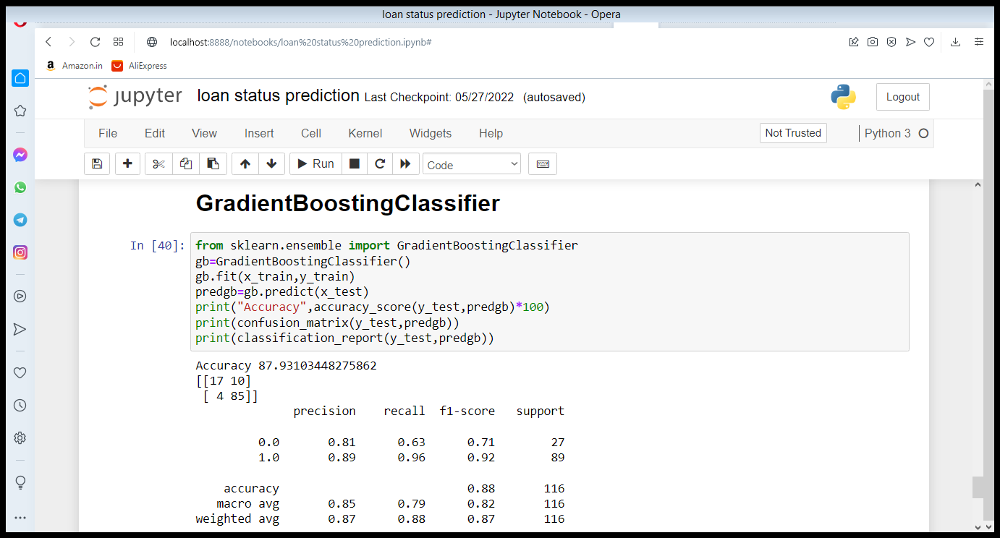 loan status prediction - Jupyter Notebook - Opera
localhost:8888/notebooks/loan%20status%20prediction.ipynb#
a Amazon.in AliExpress
jupyter loan status prediction Last Checkpoint: 05/27/2022 (autosaved) Logout
File Edit View Insert Cell Kernel Widgets Help Not Trusted Python 3
Run Code
GradientBoostingClassifier
In [40]: from sklearn.ensemble import GradientBoostingClassifier
gb=GradientBoostingClassifier()
gb.fit(x_train,y_train)
predgb=gb.predict(x_test)
print("Accuracy",accuracy_score(y_test,predgb)*100)
print(confusion_matrix(y_test,predgb))
print(classification_report(y_test,predgb))
Accuracy 87.93103448275862
[[17 10]
[ 4 85]]
precision recall f1-score support
0.0 0.81 0.63 0.71 27
1.0 0.89 0.96 0.92 89
accuracy 0.88 116
macro avg 0.85 0.79 0.82 116
weighted avg 0.87 0.88 0.87 116